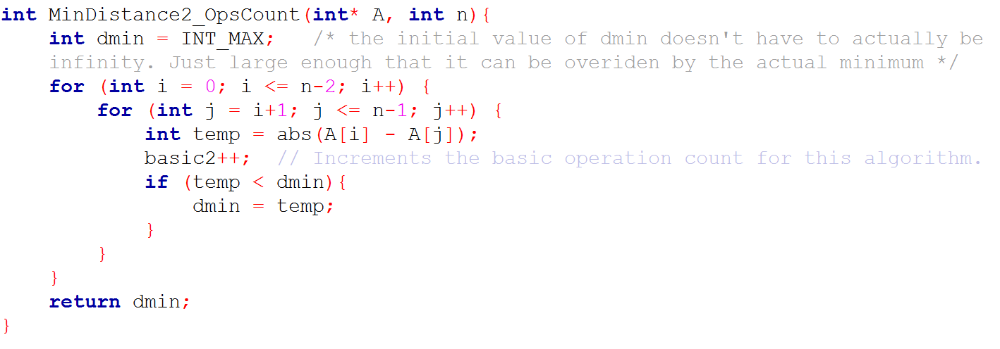 int MinDistance2_OpsCount(int* A, int n){
    int dmin = INT_MAX;   /* the initial value of dmin doesn't have to actually be
    infinity. Just large enough that it can be overiden by the actual minimum */
    for (int i = 0; i <= n-2; i++) {
        for (int j = i+1; j <= n-1; j++) {
            int temp = abs(A[i] - A[j]);
            basic2++;  // Increments the basic operation count for this algorithm.
            if (temp < dmin){
                dmin = temp;
            }
        }
    }
    return dmin;
}